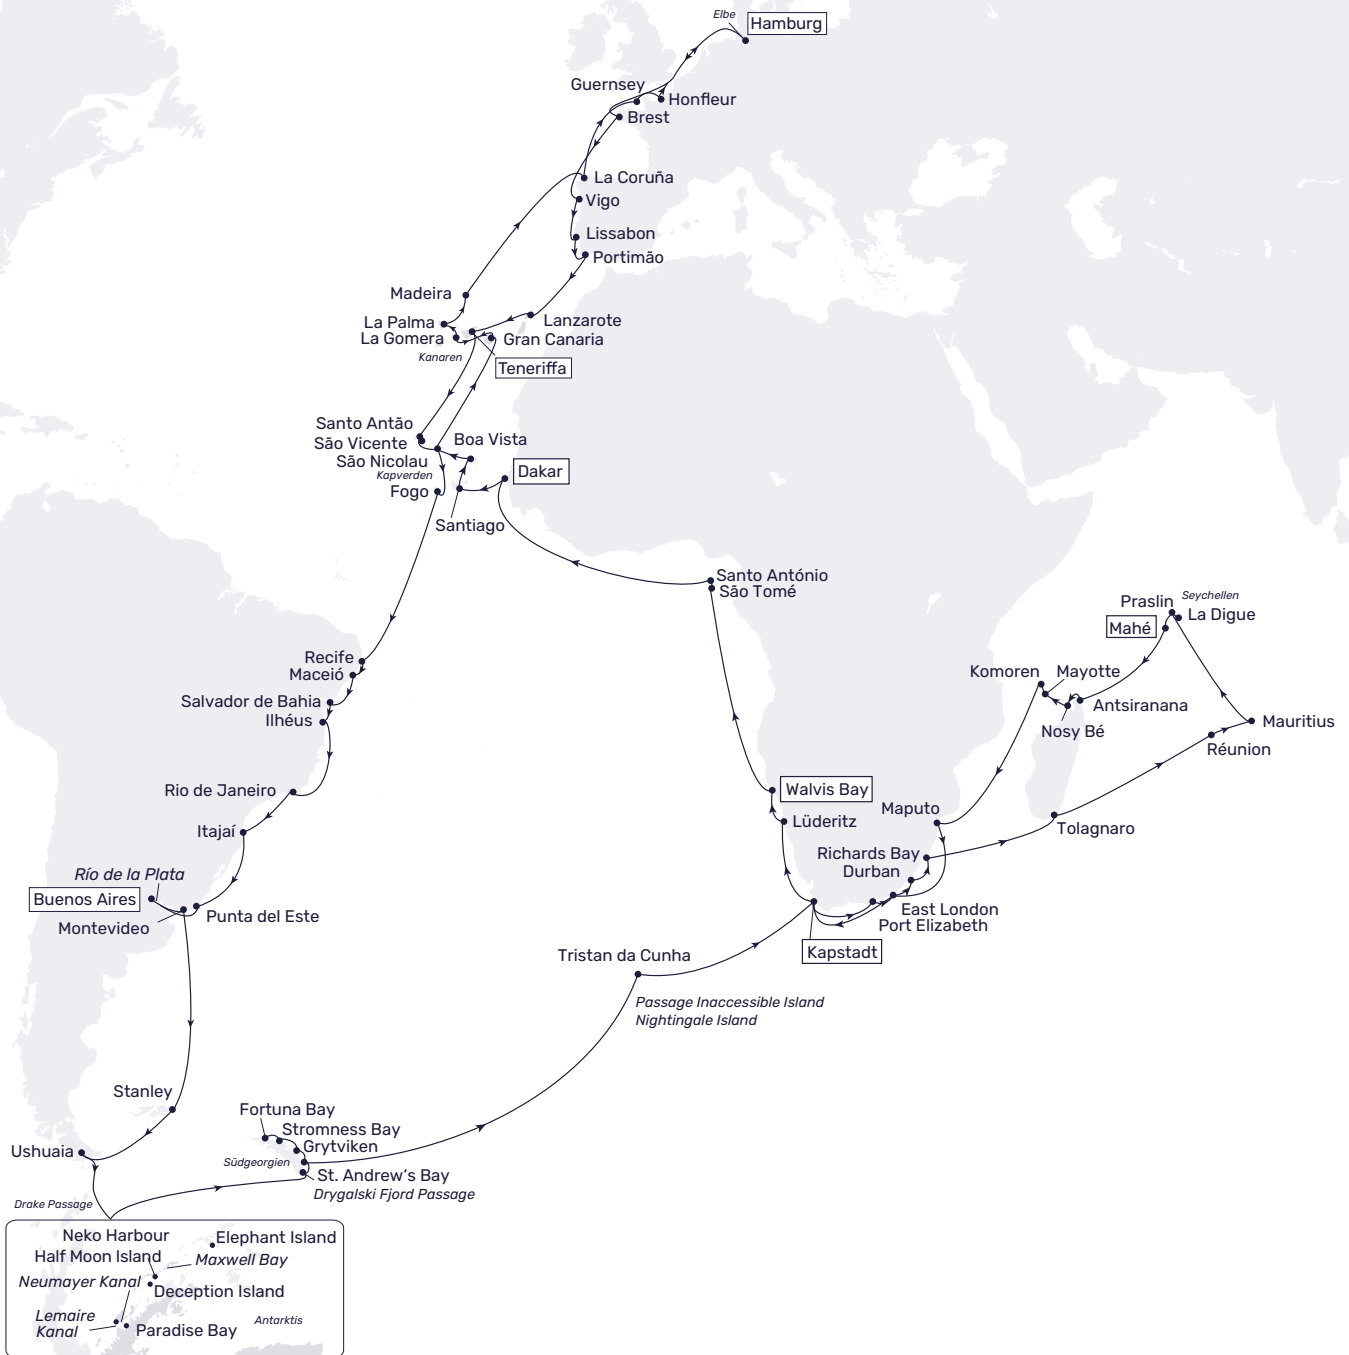 Elbe
Hamburg
Guernsey
Honfleur
Brest
La Coruña
Vigo
Lissabon
Portimão
Madeira
Lanzarote
La Palma
La Gomera
Gran Canaria
Kanaren
Teneriffa
Santo Antão
São Vicente
Boa Vista
São Nicolau
Kapverden
Dakar
Fogo
Santiago
Santo António
São Tomé
Praslin
Seychellen
La Digue
Mahé
Recife
Maceió
Komoren
Mayotte
Salvador de Bahia
Antsiranana
Ilhéus
Mauritius
Nosy Bé
Réunion
Rio de Janeiro
Walvis Bay
Maputo
Lüderitz
Itajaí
Tolagnaro
Richards Bay
Durban
Río de la Plata
Buenos Aires
Punta del Este
Montevideo
East London
Port Elizabeth
Kapstadt
Tristan da Cunha
Passage Inaccessible Island
Nightingale Island
Stanley
Fortuna Bay
Stromness Bay
Grytviken
Ushuaia
Südgeorgien
St. Andrew’s Bay
Drygalski Fjord Passage
Drake Passage
Neko Harbour
Elephant Island
Half Moon Island
Maxwell Bay
Neumayer Kanal
Deception Island
Lemaire
Kanal
Paradise Bay
Antarktis